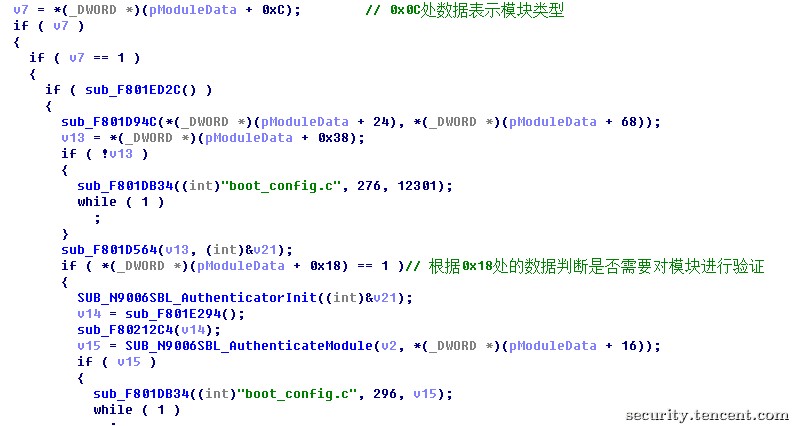 v7 = *(_DWORD *)(pModuleData + 0xC); // 0x0C处数据表示模块类型
if ( v7 )
{
if ( v7 == 1 )
{
if ( sub_F801ED2C() )
{
sub_F801D94C(*(_DWORD *)(pModuleData + 24), *(_DWORD *)(pModuleData + 68));
v13 = *(_DWORD *)(pModuleData + 0x38);
if ( !v13 )
{
sub_F801DB34((int)"boot_config.c", 276, 12301);
while ( 1 )
;
}
sub_F801D564(v13, (int)&v21);
if ( *(_DWORD *)(pModuleData + 0x18) == 1 )// 根据0x18处的数据判断是否需要对模块进行验证
{
SUB_N9006SBL_AuthenticatorInit((int)&v21);
v14 = sub_F801E294();
sub_F80212C4(v14);
v15 = SUB_N9006SBL_AuthenticateModule(v2, *(_DWORD *)(pModuleData + 16));
if ( v15 )
{
sub_F801DB34((int)"boot_config.c", 296, v15);
while ( 1 )
security.tencent.com